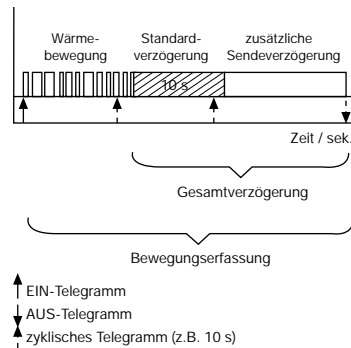 Wärme-
bewegung
Standard-
verzögerung
zusätzliche
Sendeverzögerung
10 s
Zeit / sek.
Gesamtverzögerung
Bewegungserfassung
EIN-Telegramm
AUS-Telegramm
zyklisches Telegramm (z.B. 10 s)